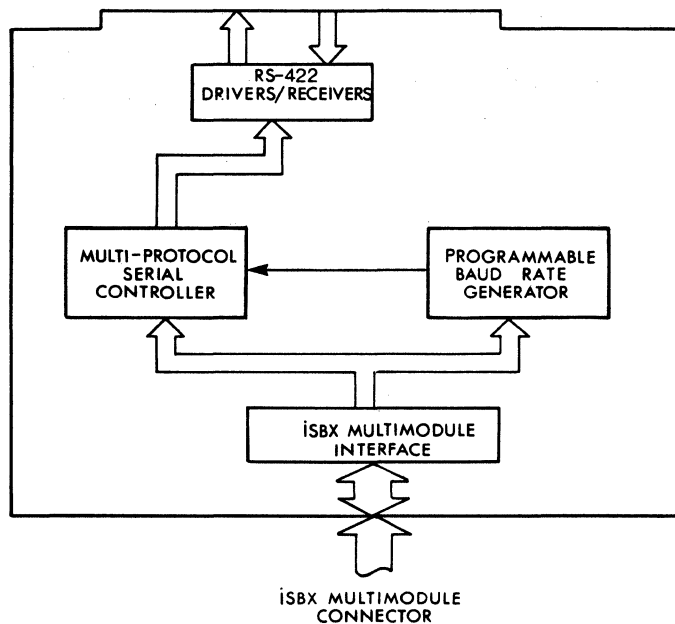 RS-422
DRIVERS/RECEIVERS
MULTI-PROTOCOL
SERIAL
CONTROLLER
PROGRAMMABLE
BAUD RATE
GENERATOR
iSBX MULTIMODULE
INTERFACE
iSBX MULTIMODULE
CONNECTOR